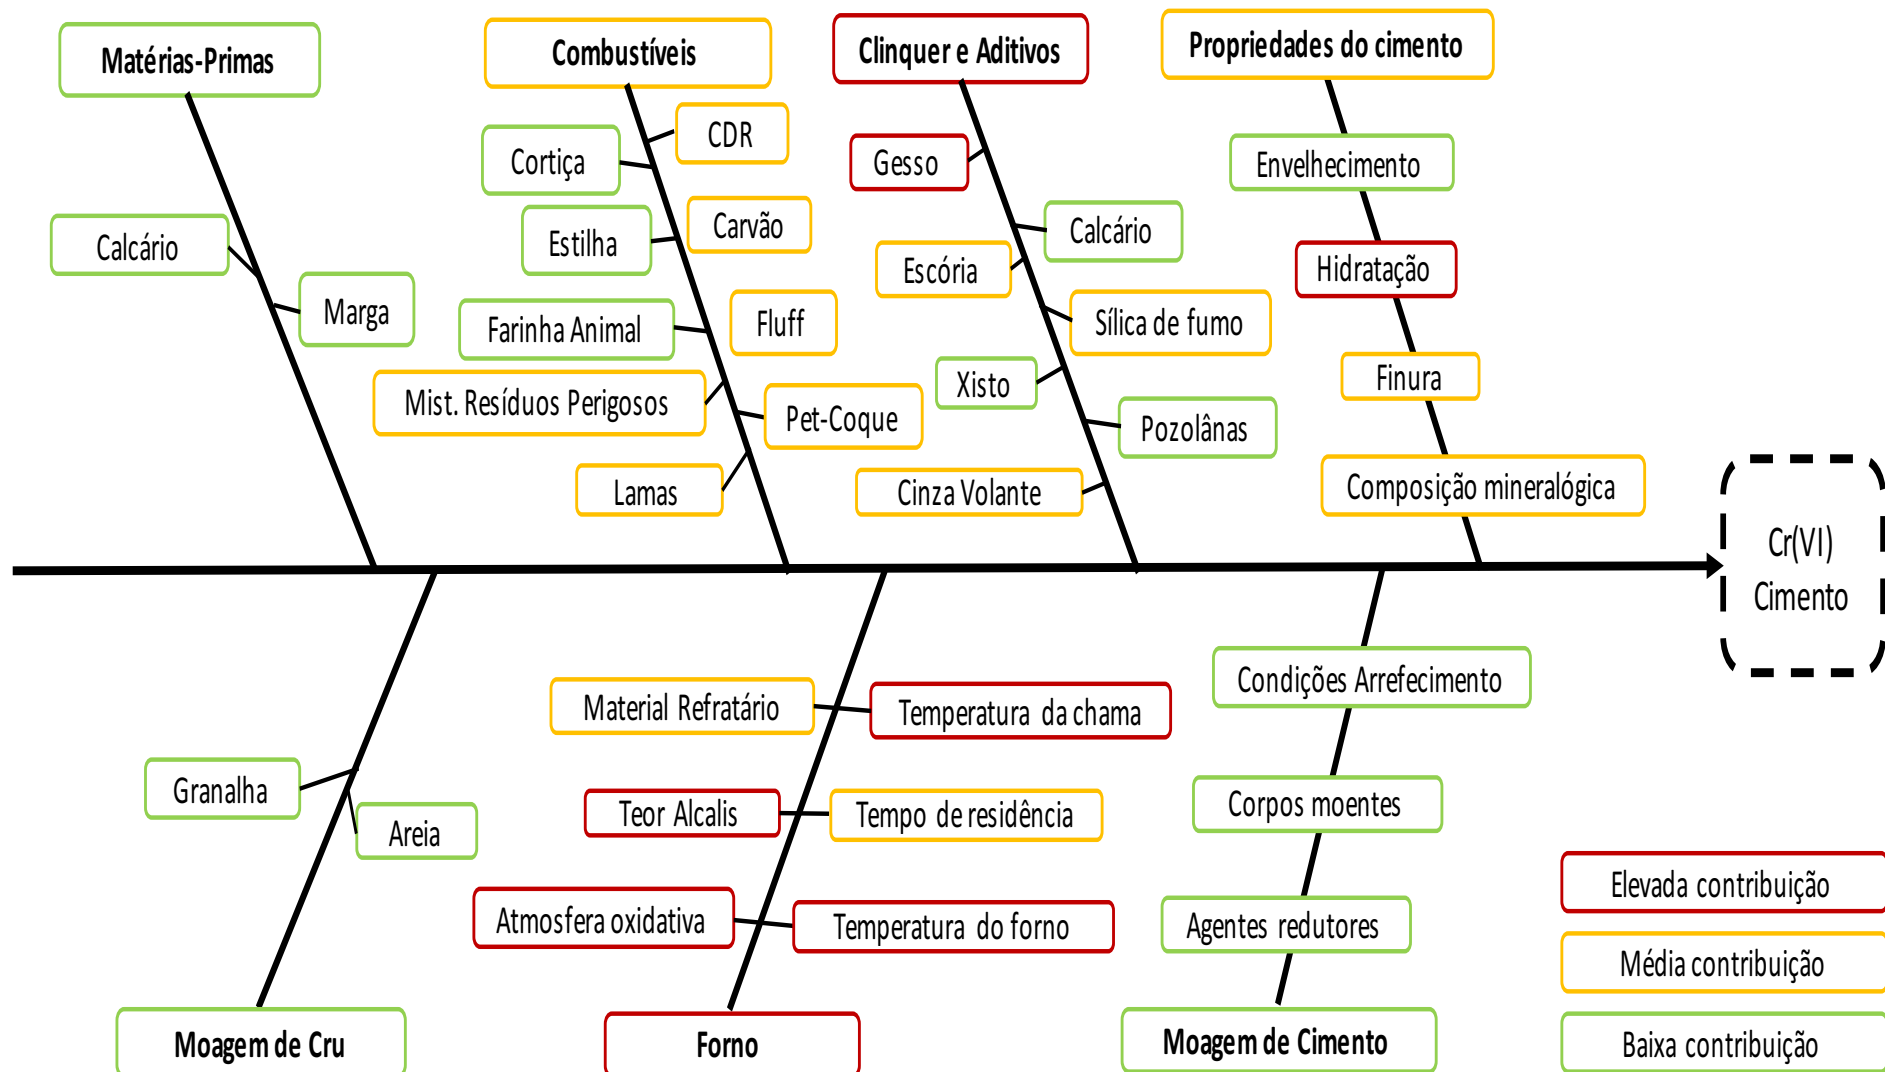 Matérias-Primas
Combustíveis
Clinquer e Aditivos
Propriedades do cimento
Calcário
Marga
CDR
Cortiça
Carvão
Estilha
Fluff
Farinha Animal
Mist. Resíduos Perigosos
Pet-Coque
Lamas
Gesso
Calcário
Escória
Sílica de fumo
Xisto
Pozolânas
Cinza Volante
Envelhecimento
Hidratação
Finura
Composição mineralógica
Cr(VI)
Cimento
Granalha
Areia
Material Refratário
Temperatura da chama
Teor Alcalis
Tempo de residência
Atmosfera oxidativa
Temperatura do forno
Condições Arrefecimento
Corpos moentes
Agentes redutores
Moagem de Cru
Forno
Moagem de Cimento
Elevada contribuição
Média contribuição
Baixa contribuição